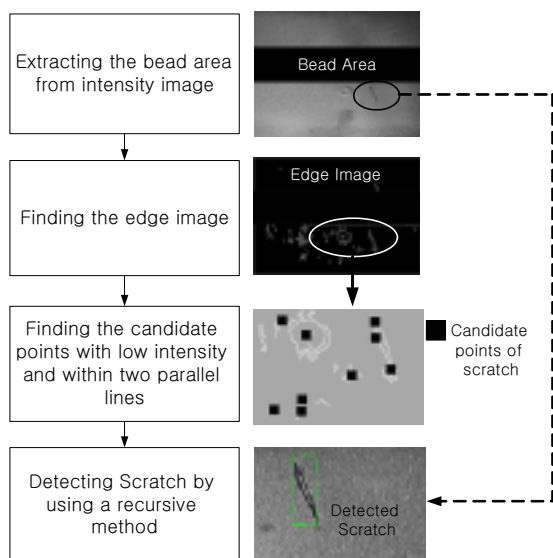 Extracting the bead area
from intensity image
Bead Area
Finding the edge image
Edge Image
Finding the candidate
points with low intensity
and within two parallel
lines
Candidate
points of
scratch
Detecting Scratch by
using a recursive
method
Detected
Scratch